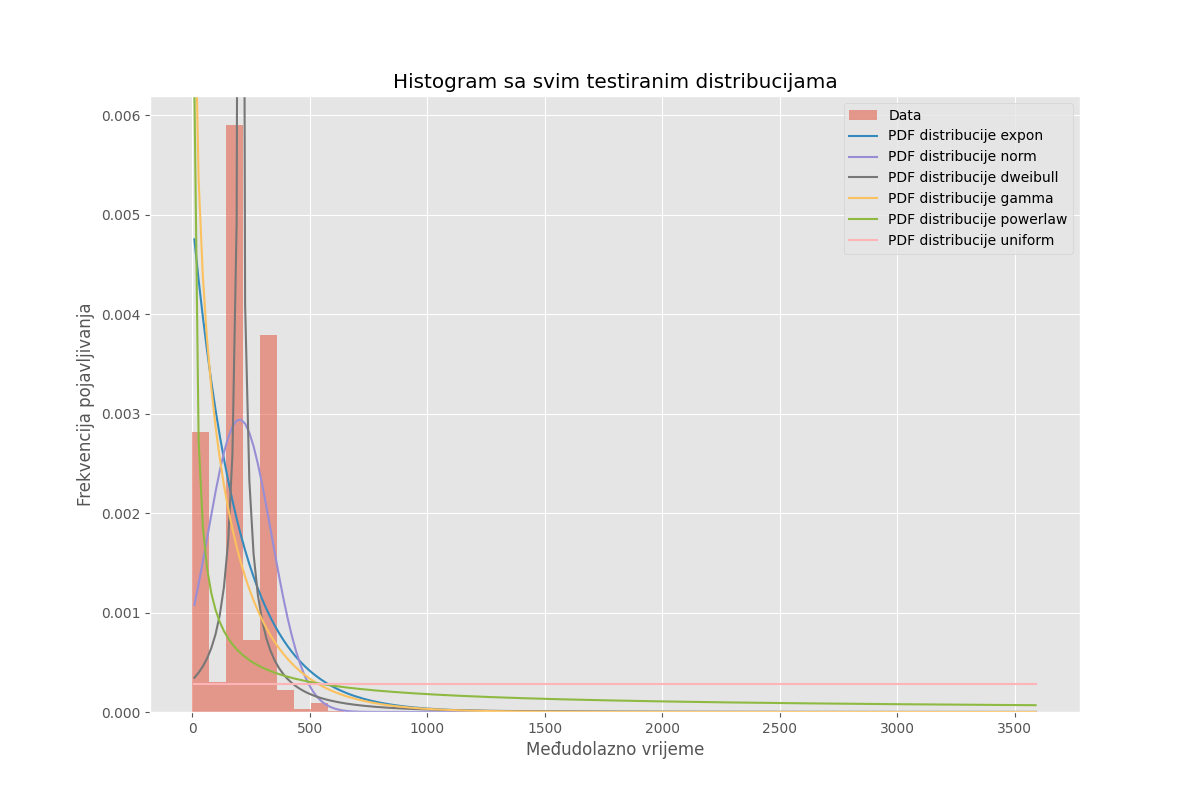 Histogram sa svim testiranim distribucijama
Data
PDF distribucije expon
PDF distribucije norm
PDF distribucije dweibull
PDF distribucije gamma
PDF distribucije powerlaw
PDF distribucije uniform
Frekvencija pojavljivanja
0.006
0.005
0.004
0.003
0.002
0.001
0.000
0 500 1000 1500 2000 2500 3000 3500
Međudolazno vrijeme